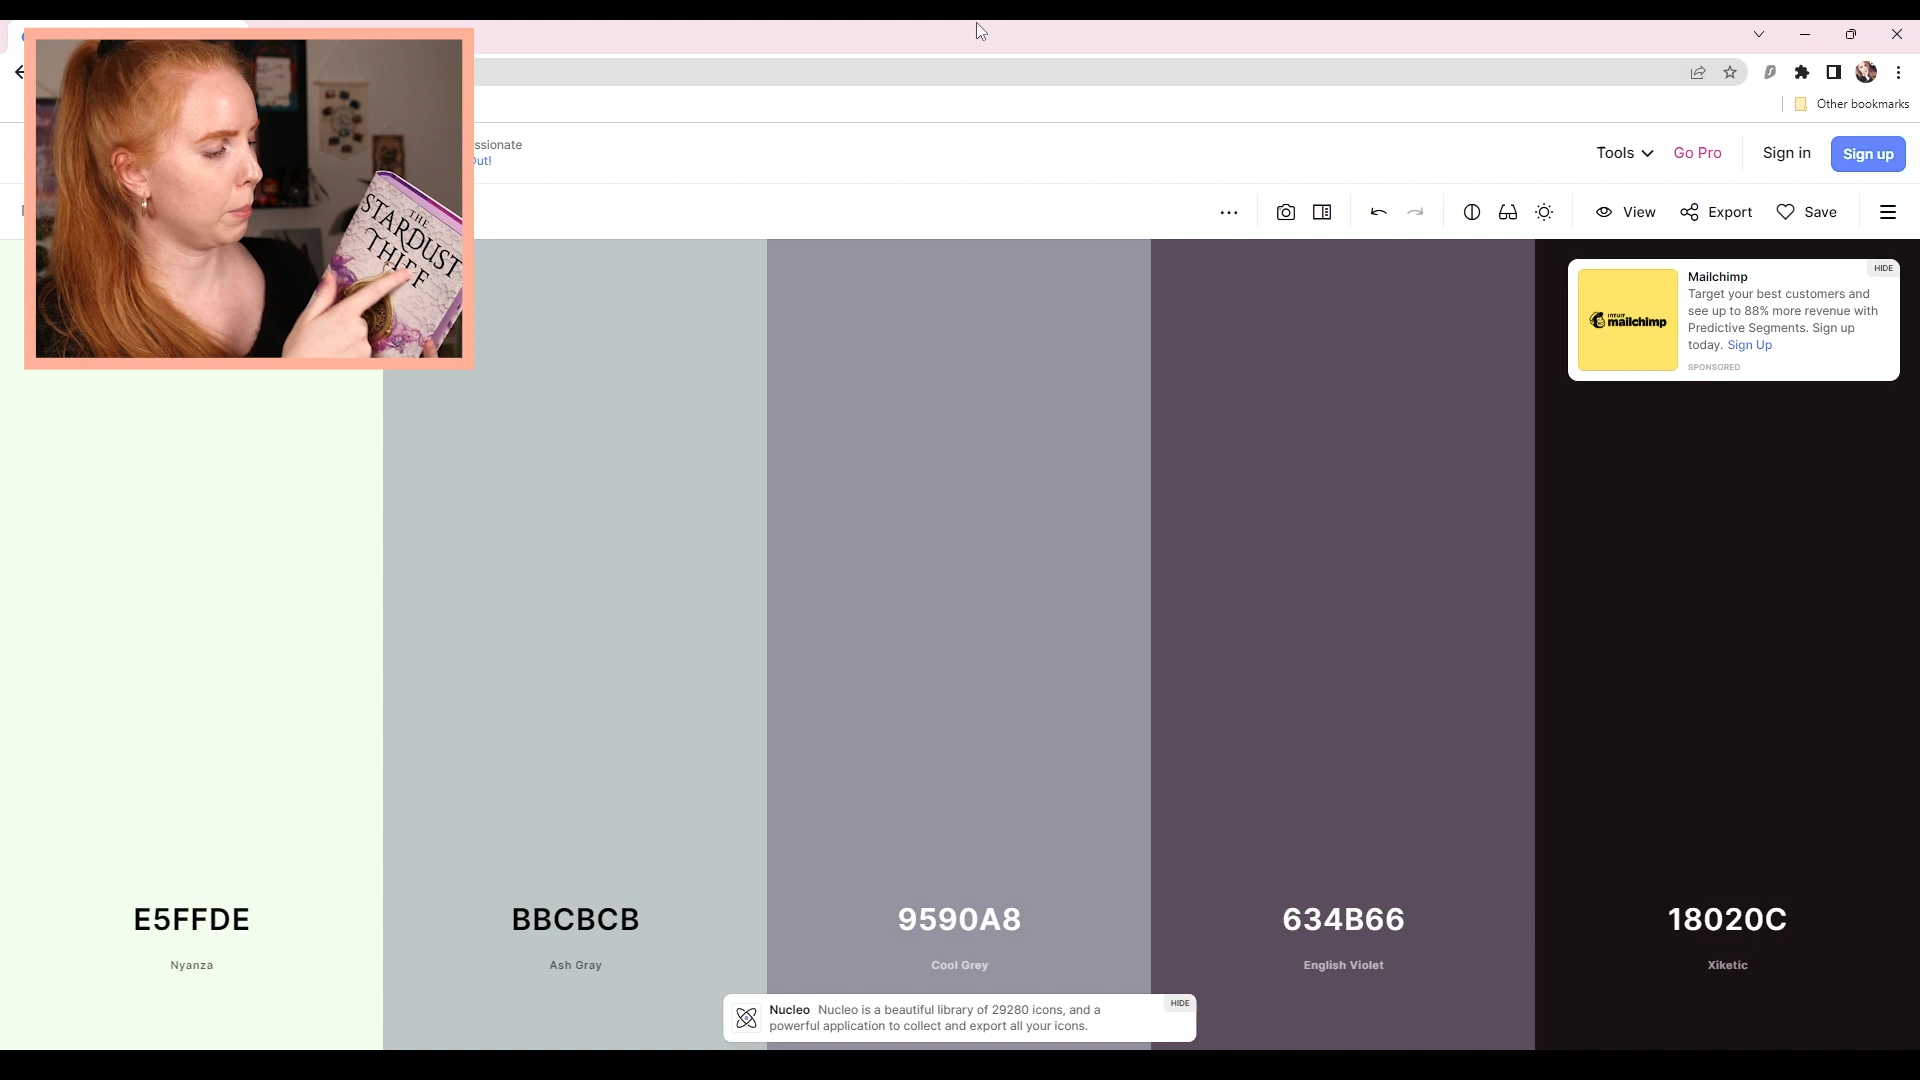 THE
STARDUST
THIEF
Other bookmarks
ssionate
Out!
Tools
Go Pro
Sign in
Sign up
View
Export
Save
HIDE
INTUIT
mailchimp
Mailchimp
Target your best customers and
see up to 88% more revenue with
Predictive Segments. Sign up
today. Sign Up
SPONSORED
E5FFDE
Nyanza
BBCBCB
Ash Gray
9590A8
Cool Grey
634B66
English Violet
18020C
Xiketic
Nucleo Nucleo is a beautiful library of 29280 icons, and a
powerful application to collect and export all your icons.
HIDE